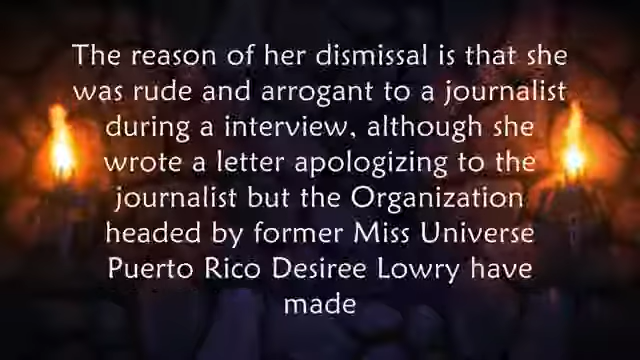 The reason of her dismissal is that she
was rude and arrogant to a journalist
during a interview, although she
wrote a letter apologizing to the
journalist but the Organization
headed by former Miss Universe
Puerto Rico Desiree Lowry have
made